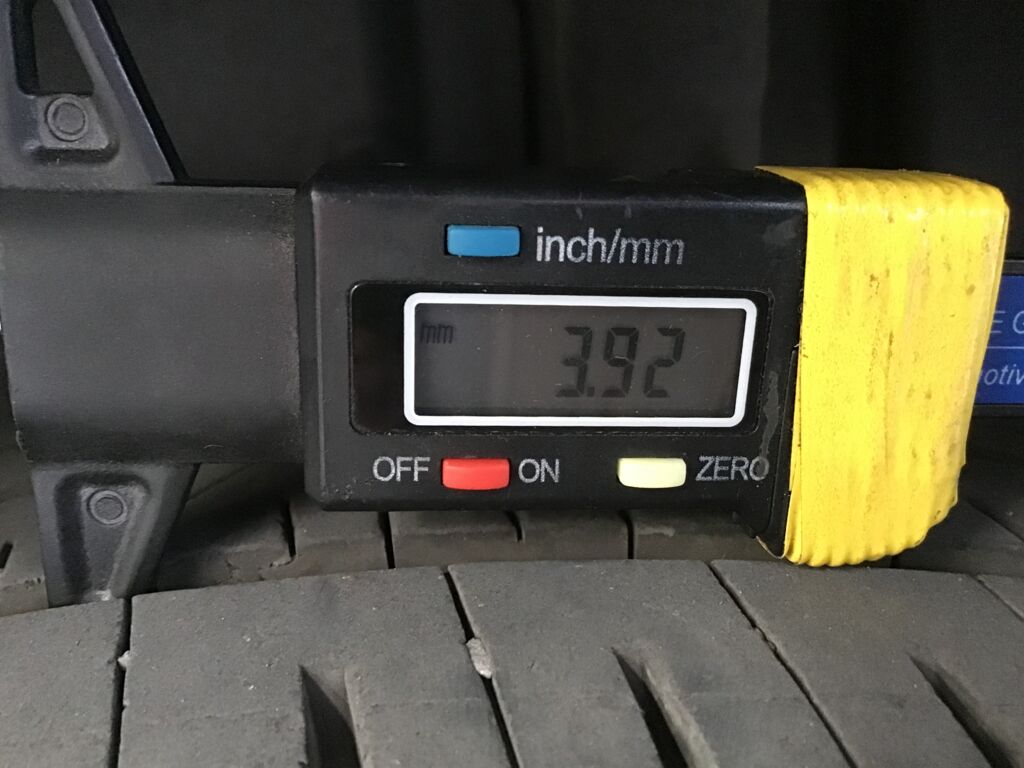 inch/mm
mm 3.92
OFF ON ZERO